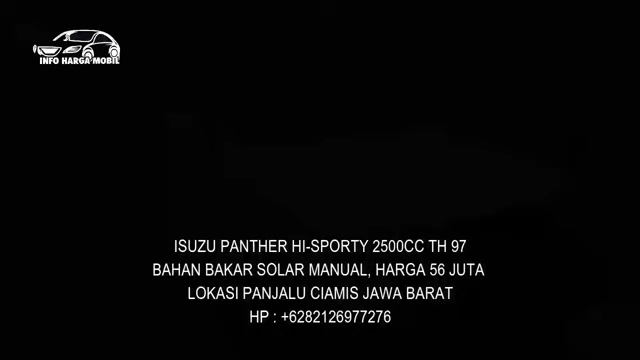 INFO HARGA MOBIL
ISUZU PANTHER HI-SPORTY 2500CC TH 97
BAHAN BAKAR SOLAR MANUAL, HARGA 56 JUTA
LOKASI PANJALU CIAMIS JAWA BARAT
HP : +6282126977276